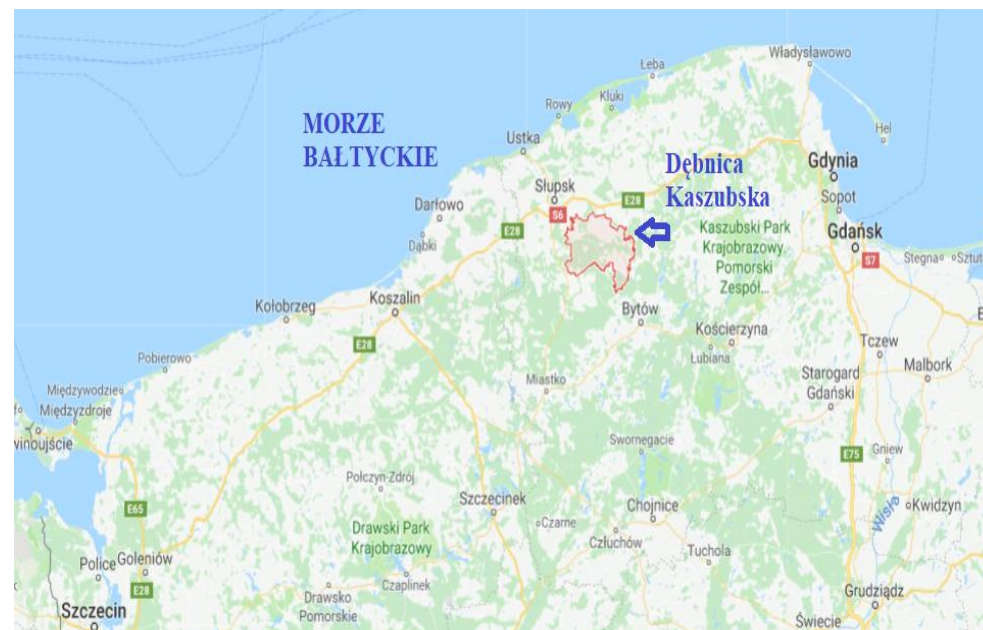 Władysławowo
Łeba
Kluki
Rowy
Hel
MORZE
BAŁTYCKIE
Ustka
Dębnica
Kaszubska
Gdynia
Słupsk
E28
Sopot
Darłowo
S6
E28
Kaszubski Park
Krajobrazowy.
Pomorski
Zespół...
Gdańsk
S7
Dąbki
Stegna
Sztut
Kołobrzeg
Koszalin
Bytów
Kościerzyna
E28
Tczew
Lubiana
Pobierowo
Malbork
Miastko
Starogard
Gdański
Międzywodzie
Międzyzdroje
winoujście
Swornegacie
E75
Gniew
Połczyn-Zdrój
Szczecinek
Chojnice
Wisła
Kwidzyn
E65
Czarne
Drawski Park
Krajobrazowy
Człuchów
Tuchola
Police
Goleniów
Czaplinek
E28
Drawsko
Pomorskie
Grudziądz
Szczecin
Świecie